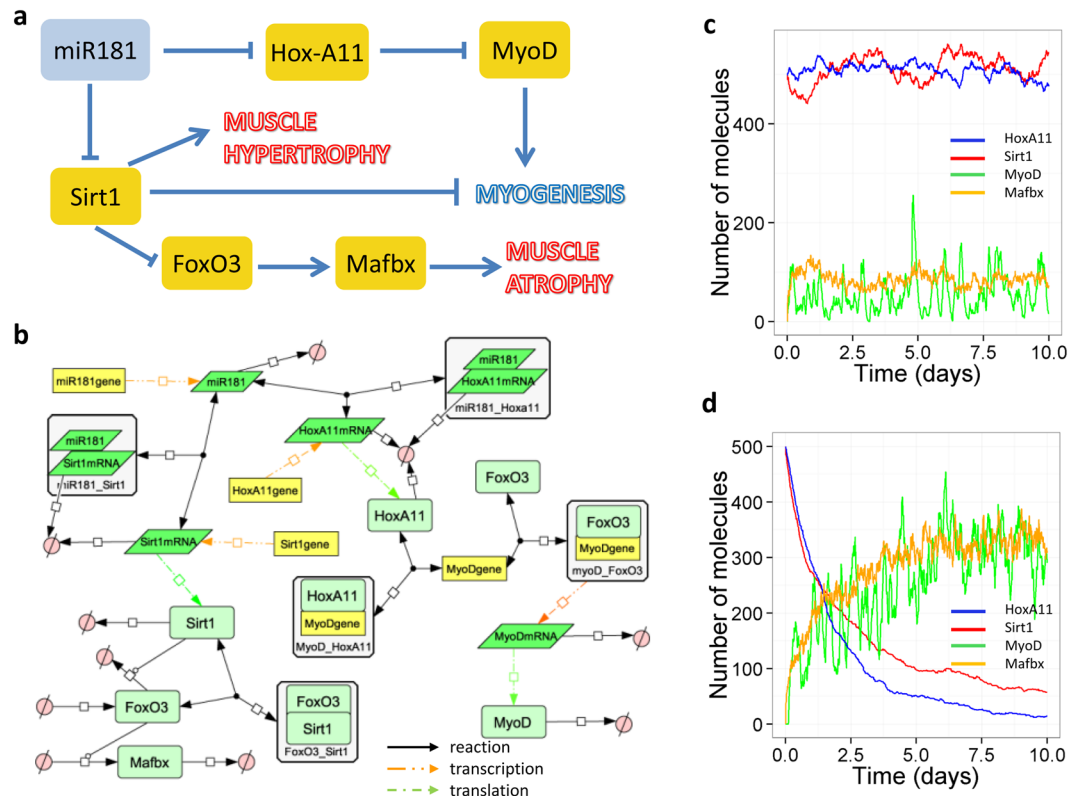 a
miR181
Hox-A11
MyoD
MUSCLE
HYPERTROPHY
Sirt1
MYOGENESIS
FoxO3
Mafbx
MUSCLE
ATROPHY
b
miR181gene
miR181
∅
miR181
HoxA11mRNA
miR181_Hoxa11
miR181
Sirt1mRNA
miR181_Sirt1
HoxA11mRNA
∅
HoxA11gene
FoxO3
HoxA11
∅
Sirt1mRNA
Sirt1gene
MyoDgene
FoxO3
MyoDgene
myoD_FoxO3
HoxA11
MyoDgene
MyoD_HoxA11
∅
Sirt1
MyoDmRNA
∅
∅
∅
FoxO3
FoxO3
Sirt1
FoxO3_Sirt1
MyoD
∅
∅
Mafbx
∅
reaction
transcription
translation
c
Number of molecules
400
200
0
HoxA11
Sirt1
MyoD
Mafbx
0.0 2.5 5.0 7.5 10.0
Time (days)
d
Number of molecules
500
400
300
200
100
0
HoxA11
Sirt1
MyoD
Mafbx
0.0 2.5 5.0 7.5 10.0
Time (days)